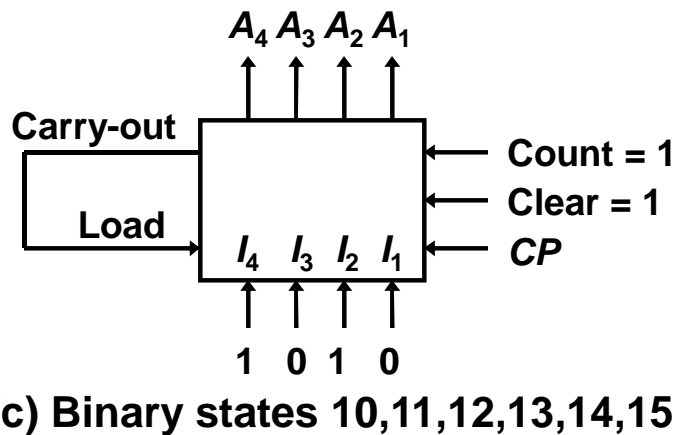 A4 A3 A2 A1
Carry-out
Count = 1
Clear = 1
Load
I4 I3 I2 I1
CP
1 0 1 0
c) Binary states 10,11,12,13,14,15